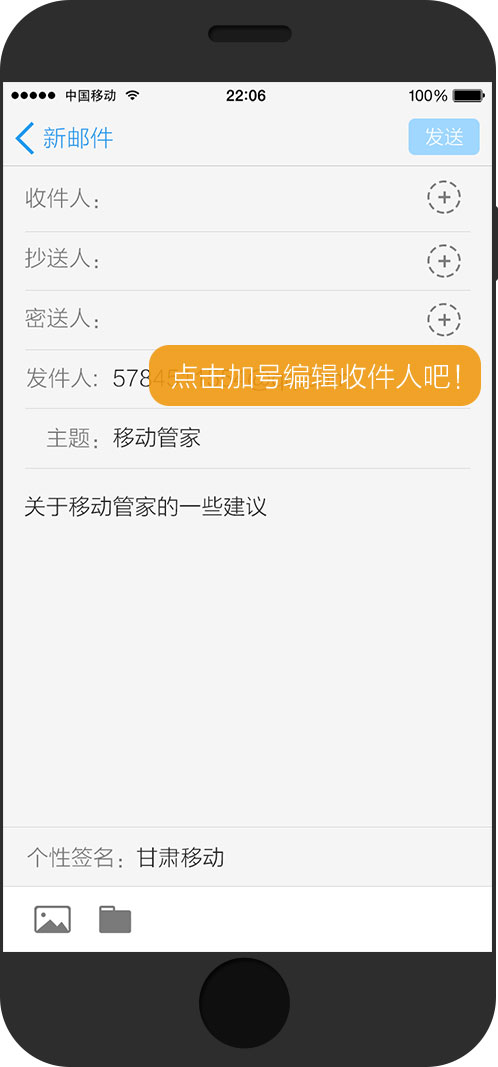 中国移动 22:06 100%
新邮件 发送
收件人：
抄送人：
密送人：
发件人：
点击加号编辑收件人吧！
主题：移动管家
关于移动管家的一些建议
个性签名：甘肃移动